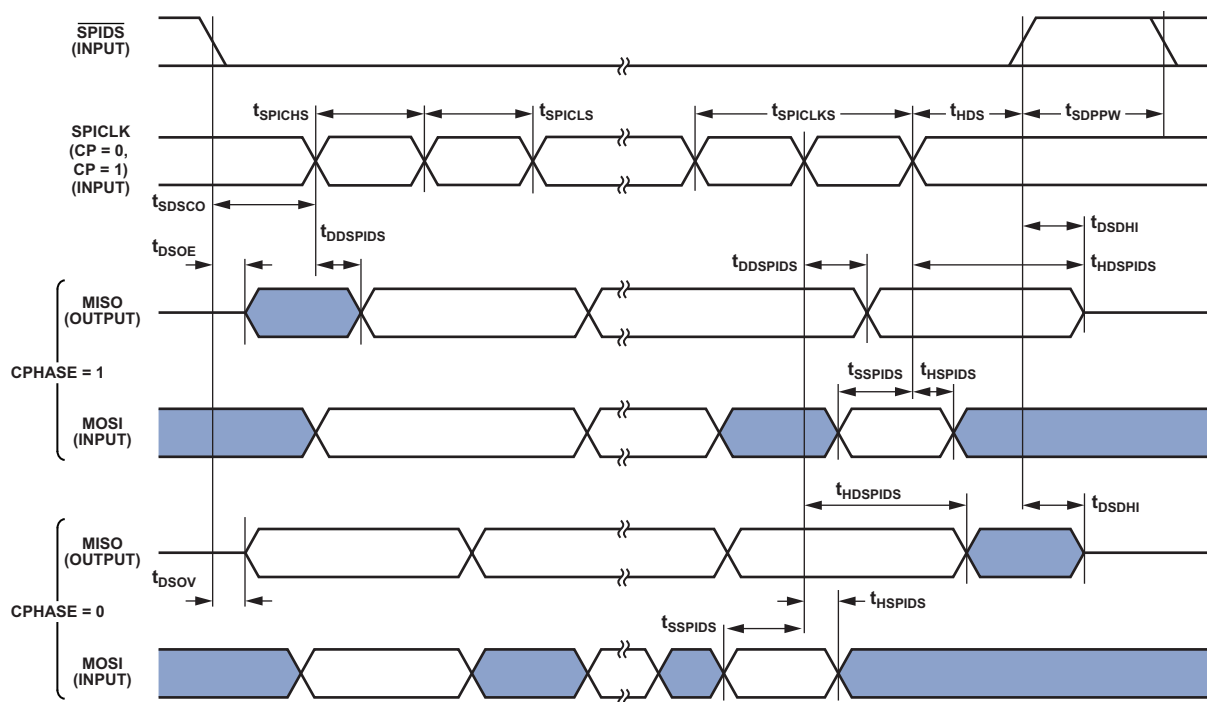 SPIDS
(INPUT)
tSPICHS
tSPICLS
tSPICLKS
tHDS
tSDPPW
SPICLK
(CP = 0,
CP = 1)
(INPUT)
tSDSCO
tDSOE
tDDSPIDS
tDDSPIDS
tDSDHI
tHDSPIDS
MISO
(OUTPUT)
CPHASE = 1
tSSPIDS
tHSPIDS
MOSI
(INPUT)
tHDSPIDS
tDSDHI
MISO
(OUTPUT)
tDSOV
CPHASE = 0
tHSPIDS
tSSPIDS
MOSI
(INPUT)